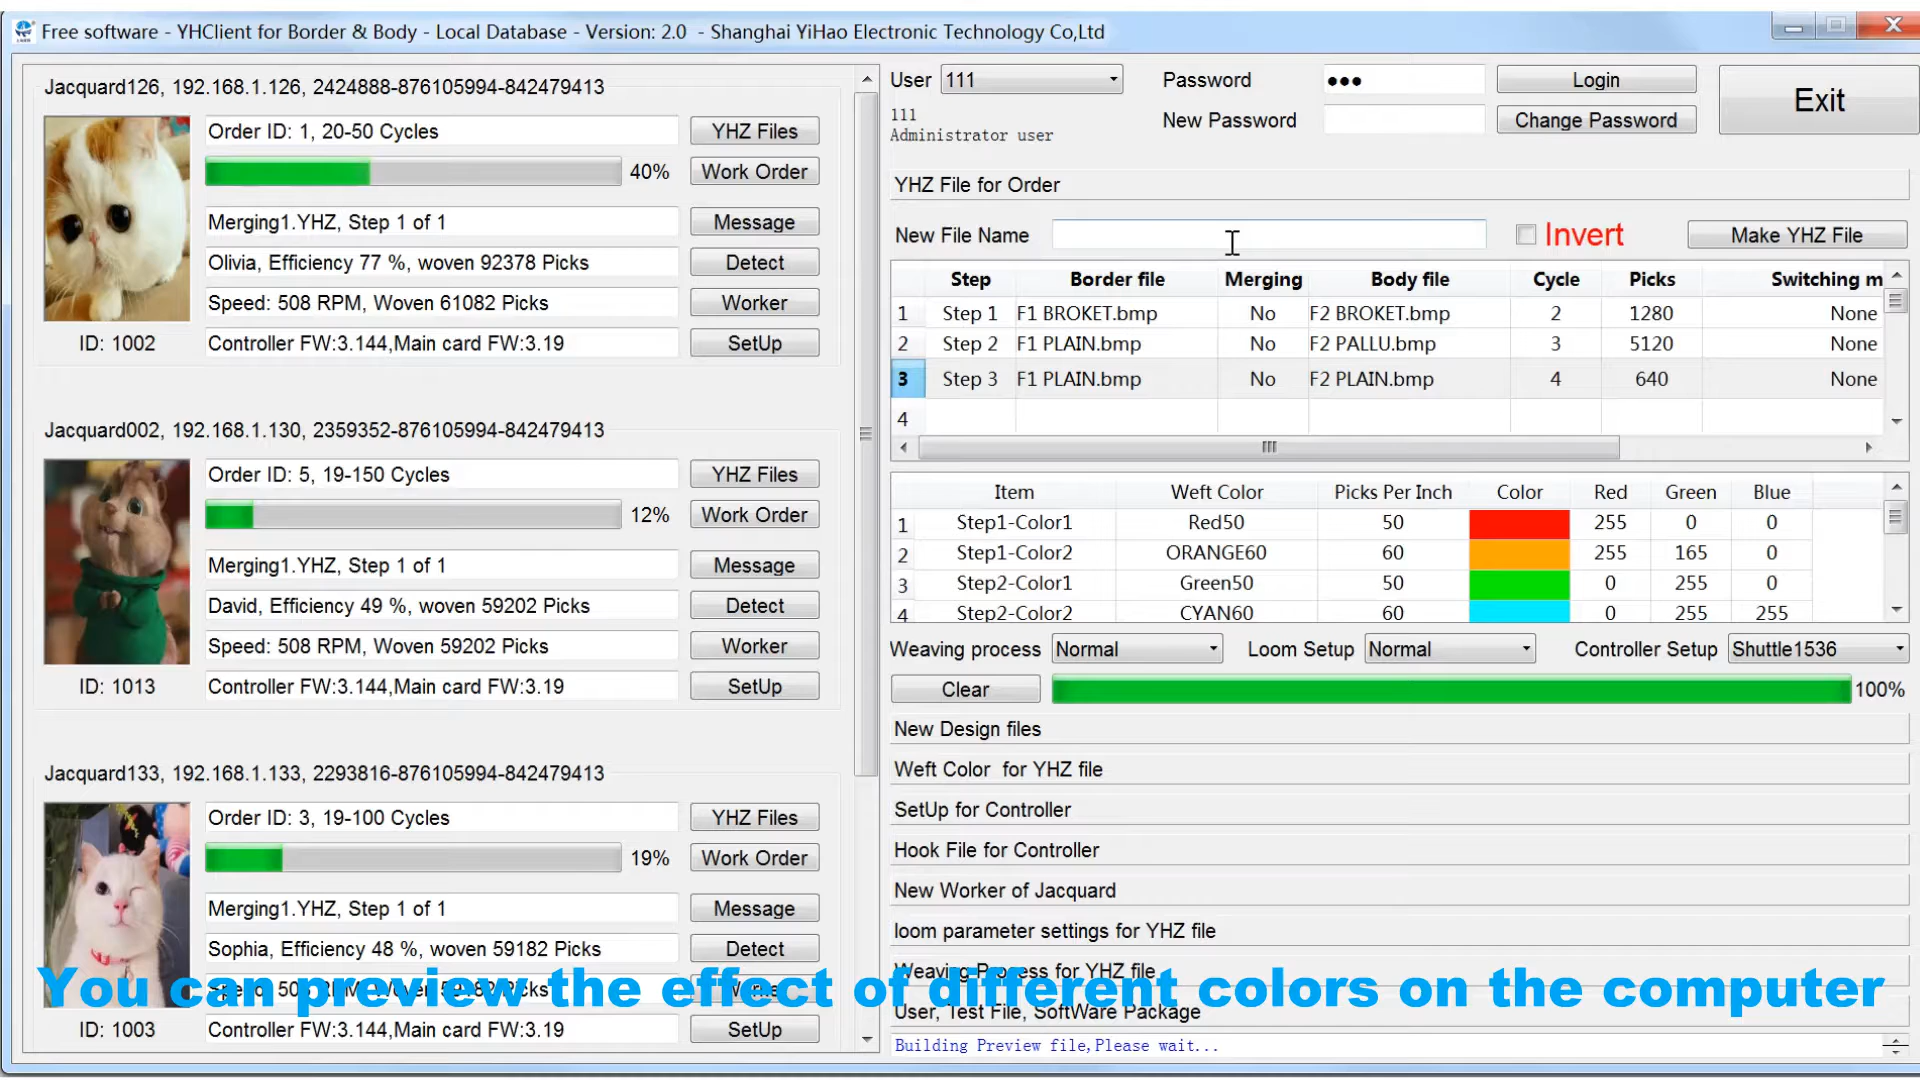 Free software - YHClient for Border & Body - Local Database - Version: 2.0 - Shanghai YiHao Electronic Technology Co,Ltd
Jacquard126, 192.168.1.126, 2424888-876105994-842479413
Order ID: 1, 20-50 Cycles
YHZ Files
40%
Work Order
Merging1.YHZ, Step 1 of 1
Message
Olivia, Efficiency 77 %, woven 92378 Picks
Detect
Speed: 508 RPM, Woven 61082 Picks
Worker
ID: 1002
Controller FW:3.144,Main card FW:3.19
SetUp
Jacquard002, 192.168.1.130, 2359352-876105994-842479413
Order ID: 5, 19-150 Cycles
YHZ Files
12%
Work Order
Merging1.YHZ, Step 1 of 1
Message
David, Efficiency 49 %, woven 59202 Picks
Detect
Speed: 508 RPM, Woven 59202 Picks
Worker
ID: 1013
Controller FW:3.144,Main card FW:3.19
SetUp
Jacquard133, 192.168.1.133, 2293816-876105994-842479413
Order ID: 3, 19-100 Cycles
YHZ Files
19%
Work Order
Merging1.YHZ, Step 1 of 1
Message
Sophia, Efficiency 48 %, woven 59182 Picks
Detect
ID: 1003
Controller FW:3.144,Main card FW:3.19
SetUp
User 111 Password ●●● Login Exit
111
Administrator user
New Password Change Password
YHZ File for Order
New File Name Invert Make YHZ File
Step Border file Merging Body file Cycle Picks Switching m
1 Step 1 F1 BROKET.bmp No F2 BROKET.bmp 2 1280 None
2 Step 2 F1 PLAIN.bmp No F2 PALLU.bmp 3 5120 None
3 Step 3 F1 PLAIN.bmp No F2 PLAIN.bmp 4 640 None
4
Item Weft Color Picks Per Inch Color Red Green Blue
1 Step1-Color1 Red50 50 255 0 0
2 Step1-Color2 ORANGE60 60 255 165 0
3 Step2-Color1 Green50 50 0 255 0
4 Step2-Color2 CYAN60 60 0 255 255
Weaving process Normal Loom Setup Normal Controller Setup Shuttle1536
Clear 100%
New Design files
Weft Color for YHZ file
SetUp for Controller
Hook File for Controller
New Worker of Jacquard
loom parameter settings for YHZ file
Weaving Process for YHZ file
You can preview the effect of different colors on the computer
User, Test File, SoftWare Package
Building Preview file,Please wait...